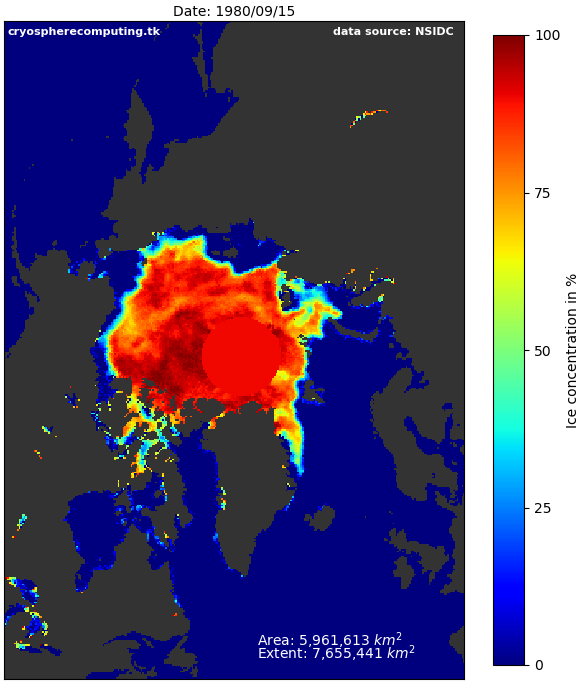 Date: 1980/09/15
cryospherecomputing.tk
data source: NSIDC
100
75
50
25
0
Ice concentration in %
Area: 5,961,613 km²
Extent: 7,655,441 km²